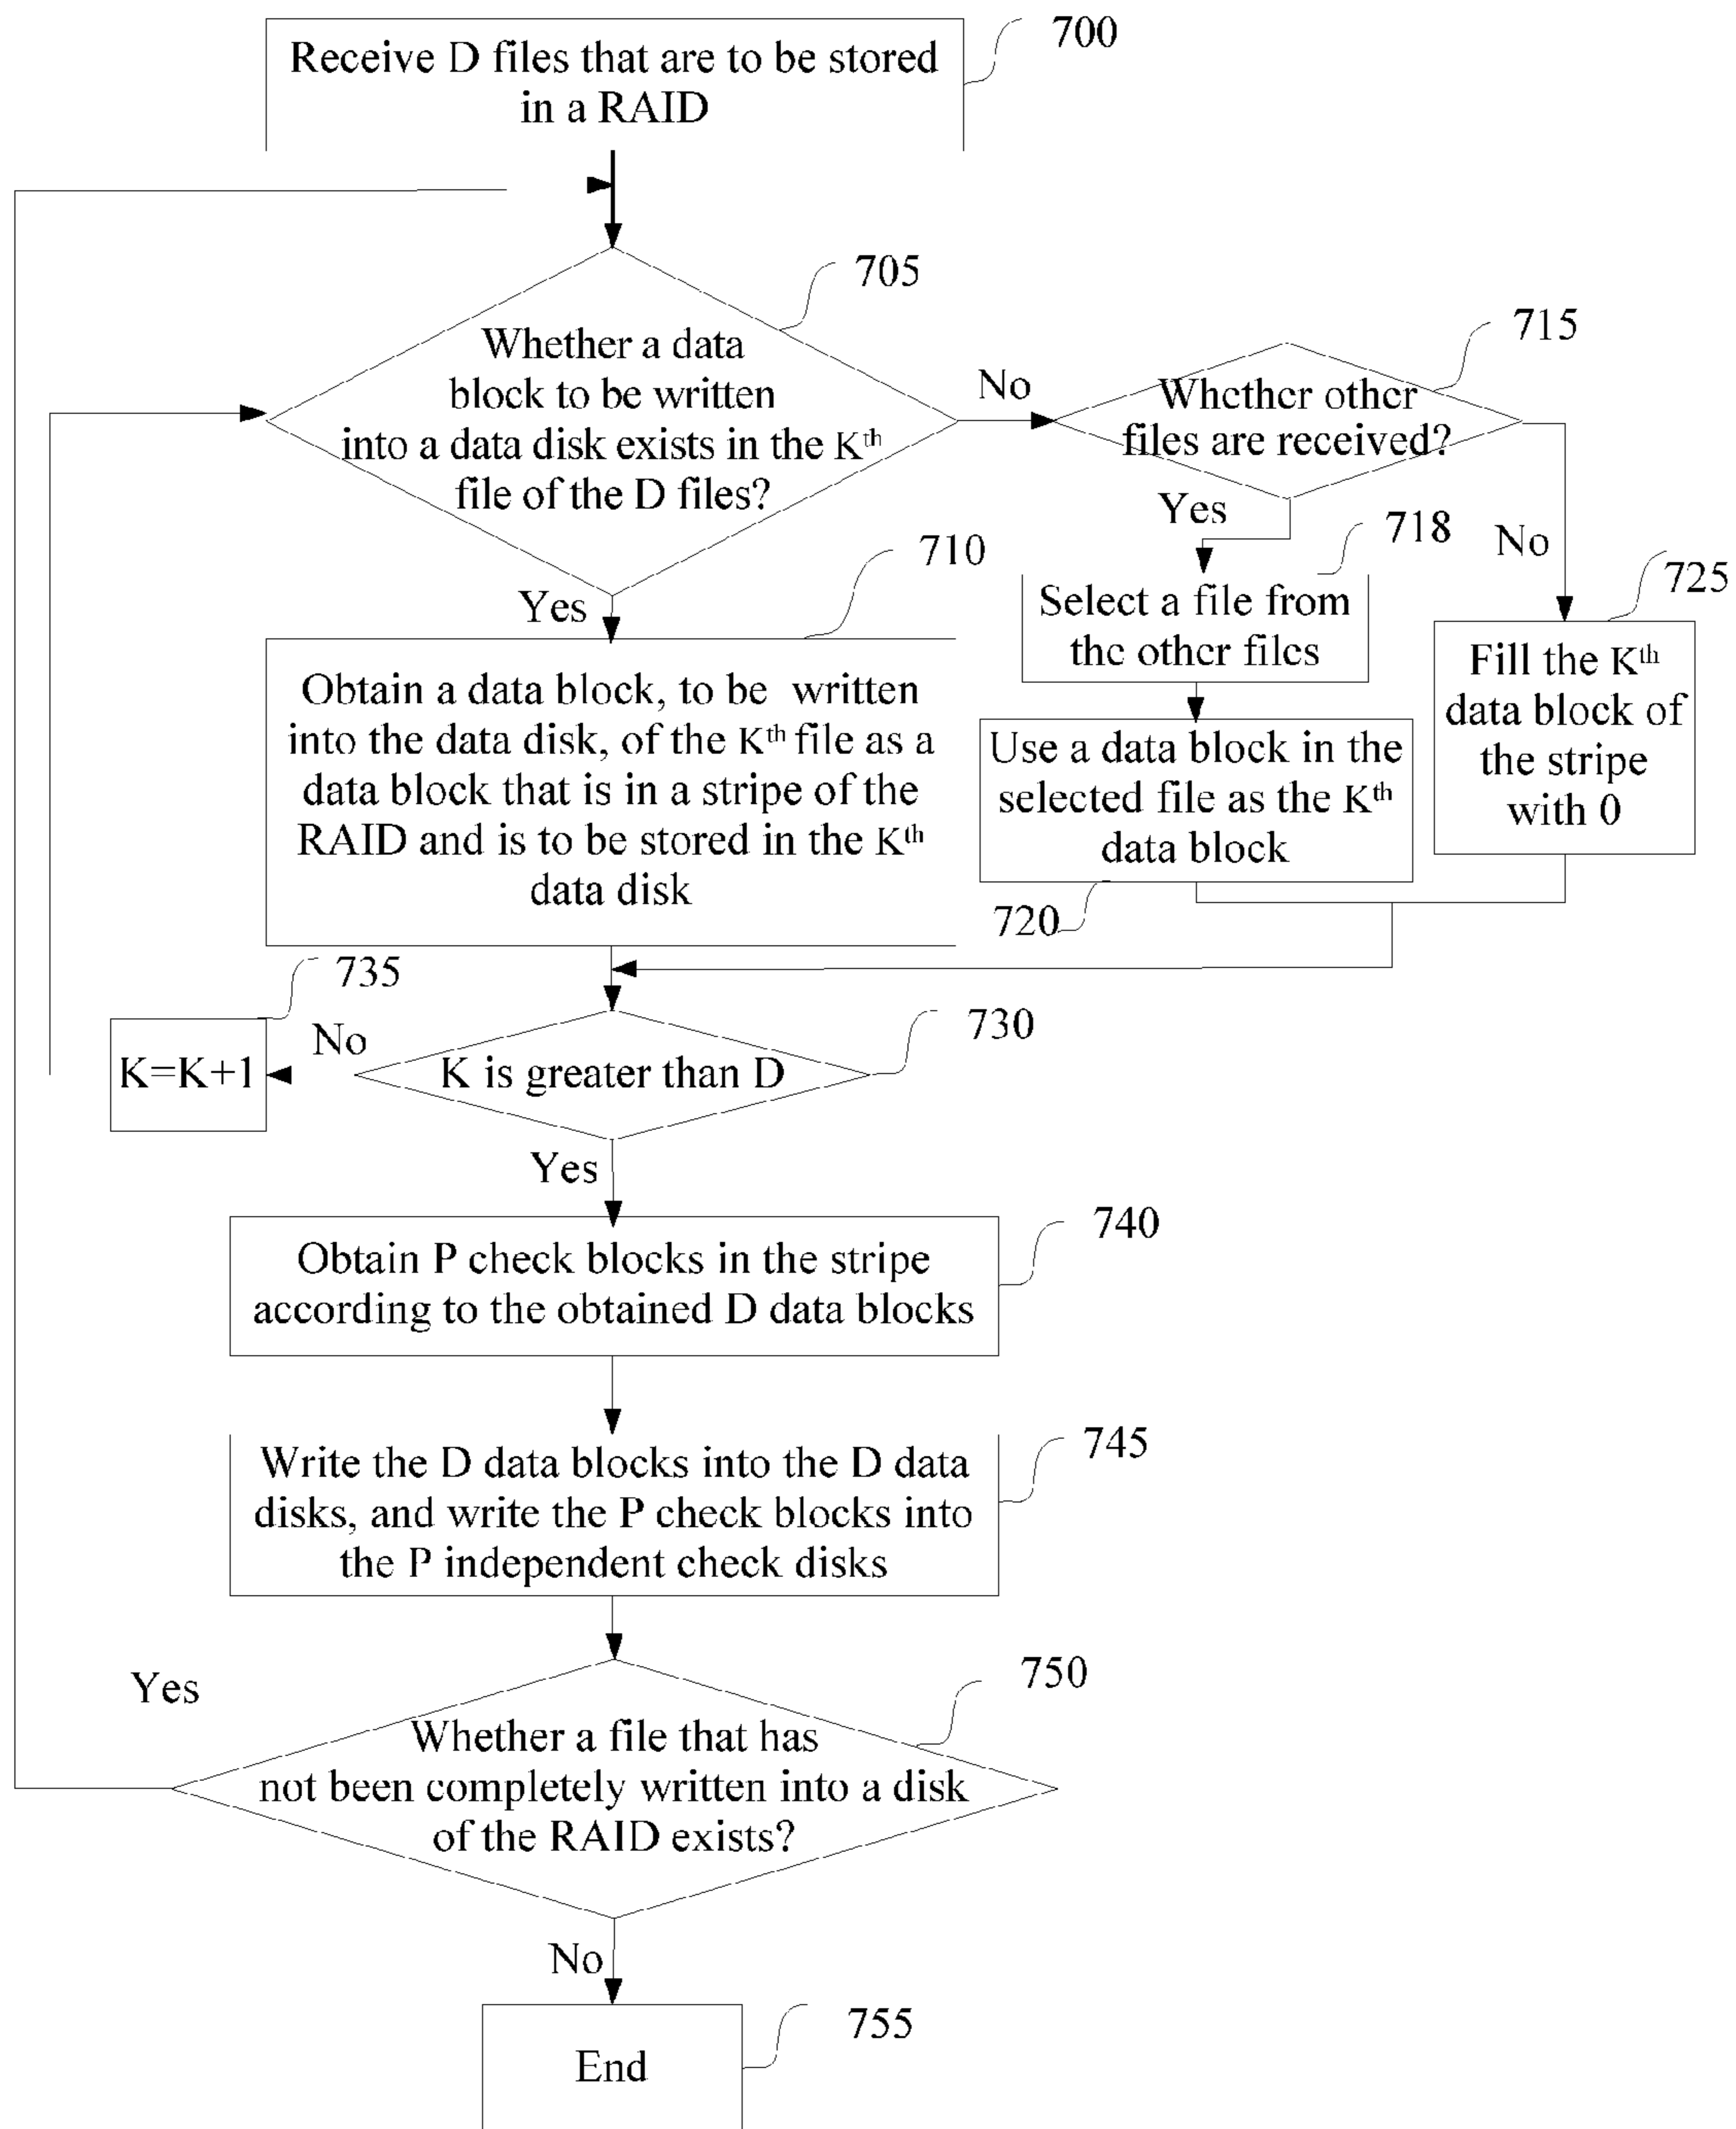 700
Receive D files that are to be stored
in a RAID
705
Whether a data
block to be written
into a data disk exists in the Kth
file of the D files?
No
715
Whether other
files are received?
Yes
718
No
725
Select a file from
the other files
Fill the Kth
data block of
the stripe
with 0
Use a data block in the
selected file as the Kth
data block
720
Yes
710
Obtain a data block, to be written
into the data disk, of the Kth file as a
data block that is in a stripe of the
RAID and is to be stored in the Kth
data disk
735
K=K+1
No
730
K is greater than D
Yes
740
Obtain P check blocks in the stripe
according to the obtained D data blocks
745
Write the D data blocks into the D data
disks, and write the P check blocks into
the P independent check disks
Yes
750
Whether a file that has
not been completely written into a disk
of the RAID exists?
No
755
End